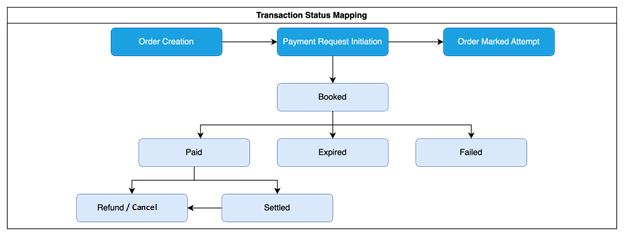 Transaction Status Mapping
Order Creation
Payment Request Initiation
Order Marked Attempt
Booked
Paid
Expired
Failed
Refund / Cancel
Settled